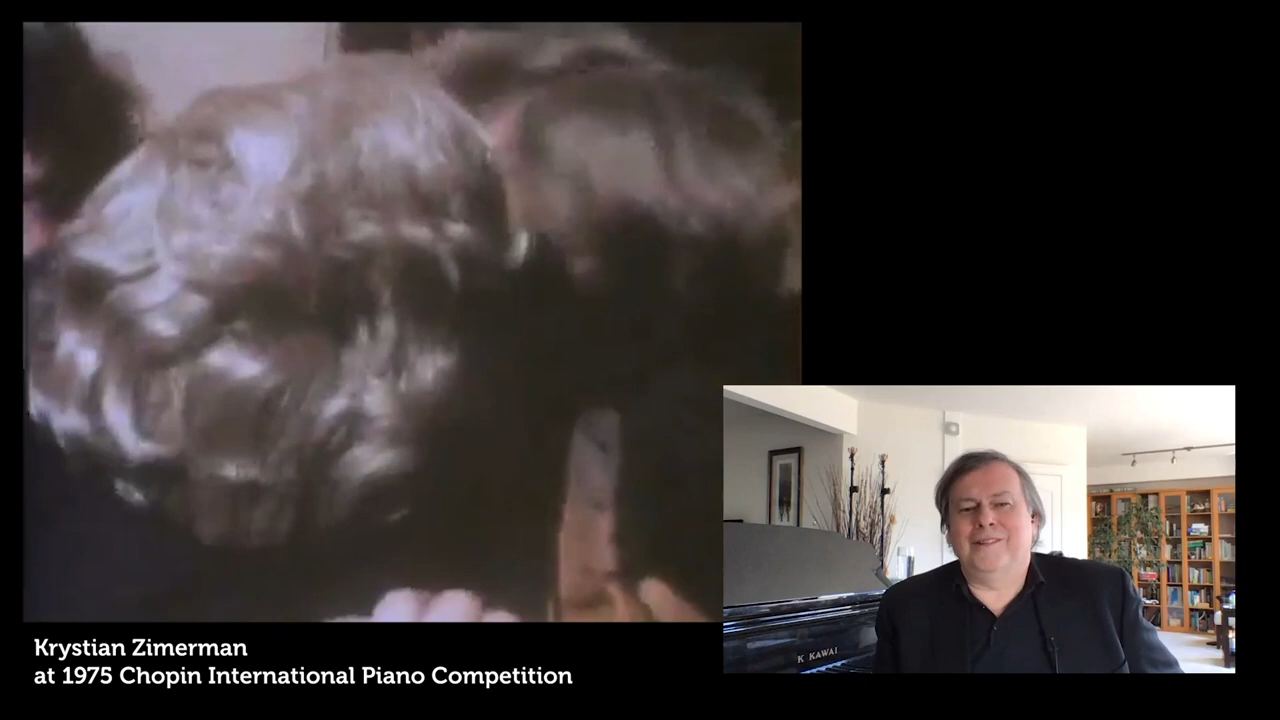 Krystian Zimerman
at 1975 Chopin International Piano Competition
K KAWAI